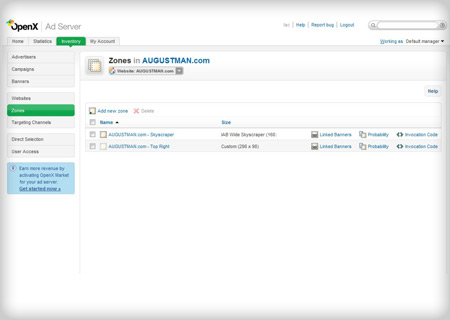 OpenX Ad Server
Help Report bug Logout
Home Statistics Inventory My Account
Working as Default manager
Advertisers
Campaigns
Banners
Websites
Zones
Targeting Channels
Direct Selection
User Access
Earn more revenue by
activating OpenX Market
for your ad server.
Get started now »
Zones in AUGUSTMAN.com
Website: AUGUSTMAN.com
Help
Add new zone Delete
Name Size
AUGUSTMAN.com - Skyscraper IAB Wide Skyscraper (160 Linked Banners Probability Invocation Code
AUGUSTMAN.com - Top Right Custom (298 x 98) Linked Banners Probability Invocation Code